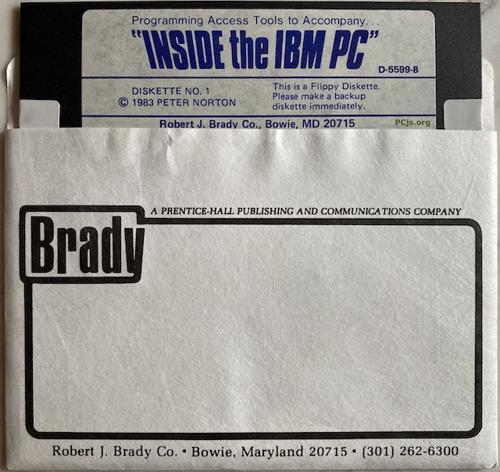 Programming Access Tools to Accompany...
"INSIDE the IBM PC"
D-5599-8
DISKETTE NO. 1
© 1983 PETER NORTON
This is a Flippy Diskette.
Please make a backup
diskette immediately.
Robert J. Brady Co., Bowie, MD 20715
PCjs.org
A PRENTICE-HALL PUBLISHING AND COMMUNICATIONS COMPANY
Brady
Robert J. Brady Co. • Bowie, Maryland 20715 • (301) 262-6300